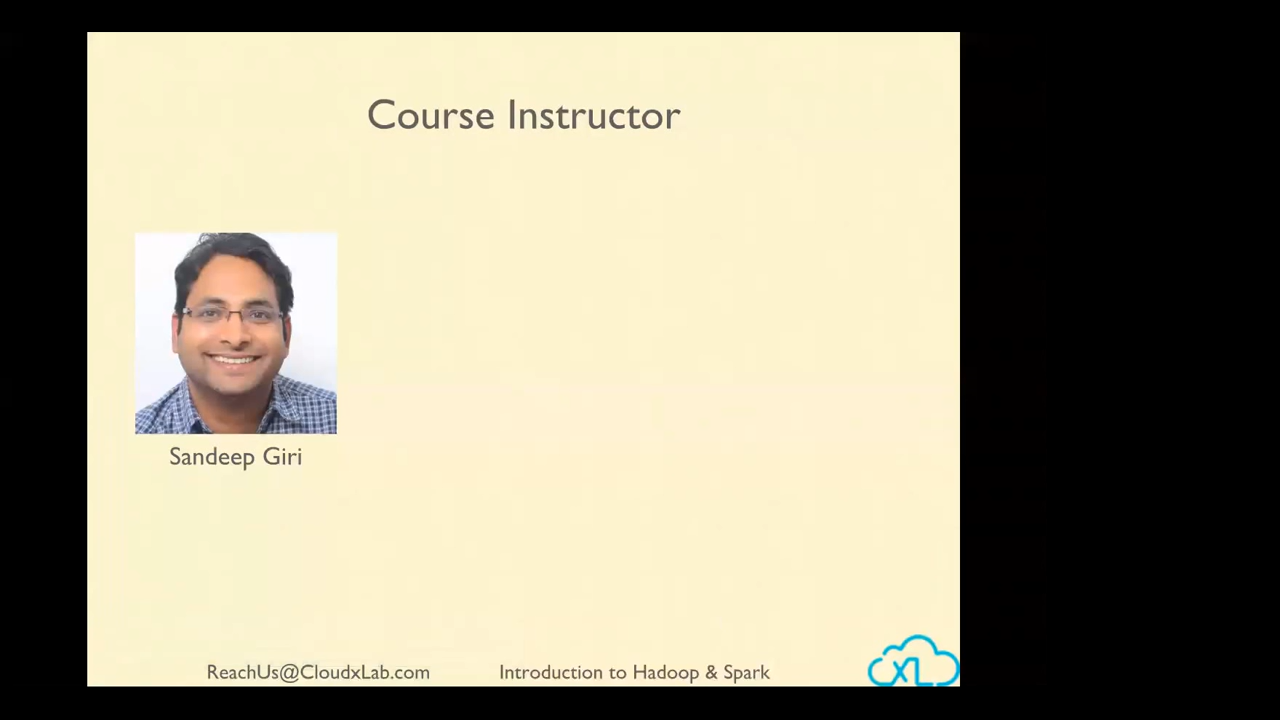 Course Instructor
Sandeep Giri
ReachUs@CloudxLab.com
Introduction to Hadoop & Spark
XL